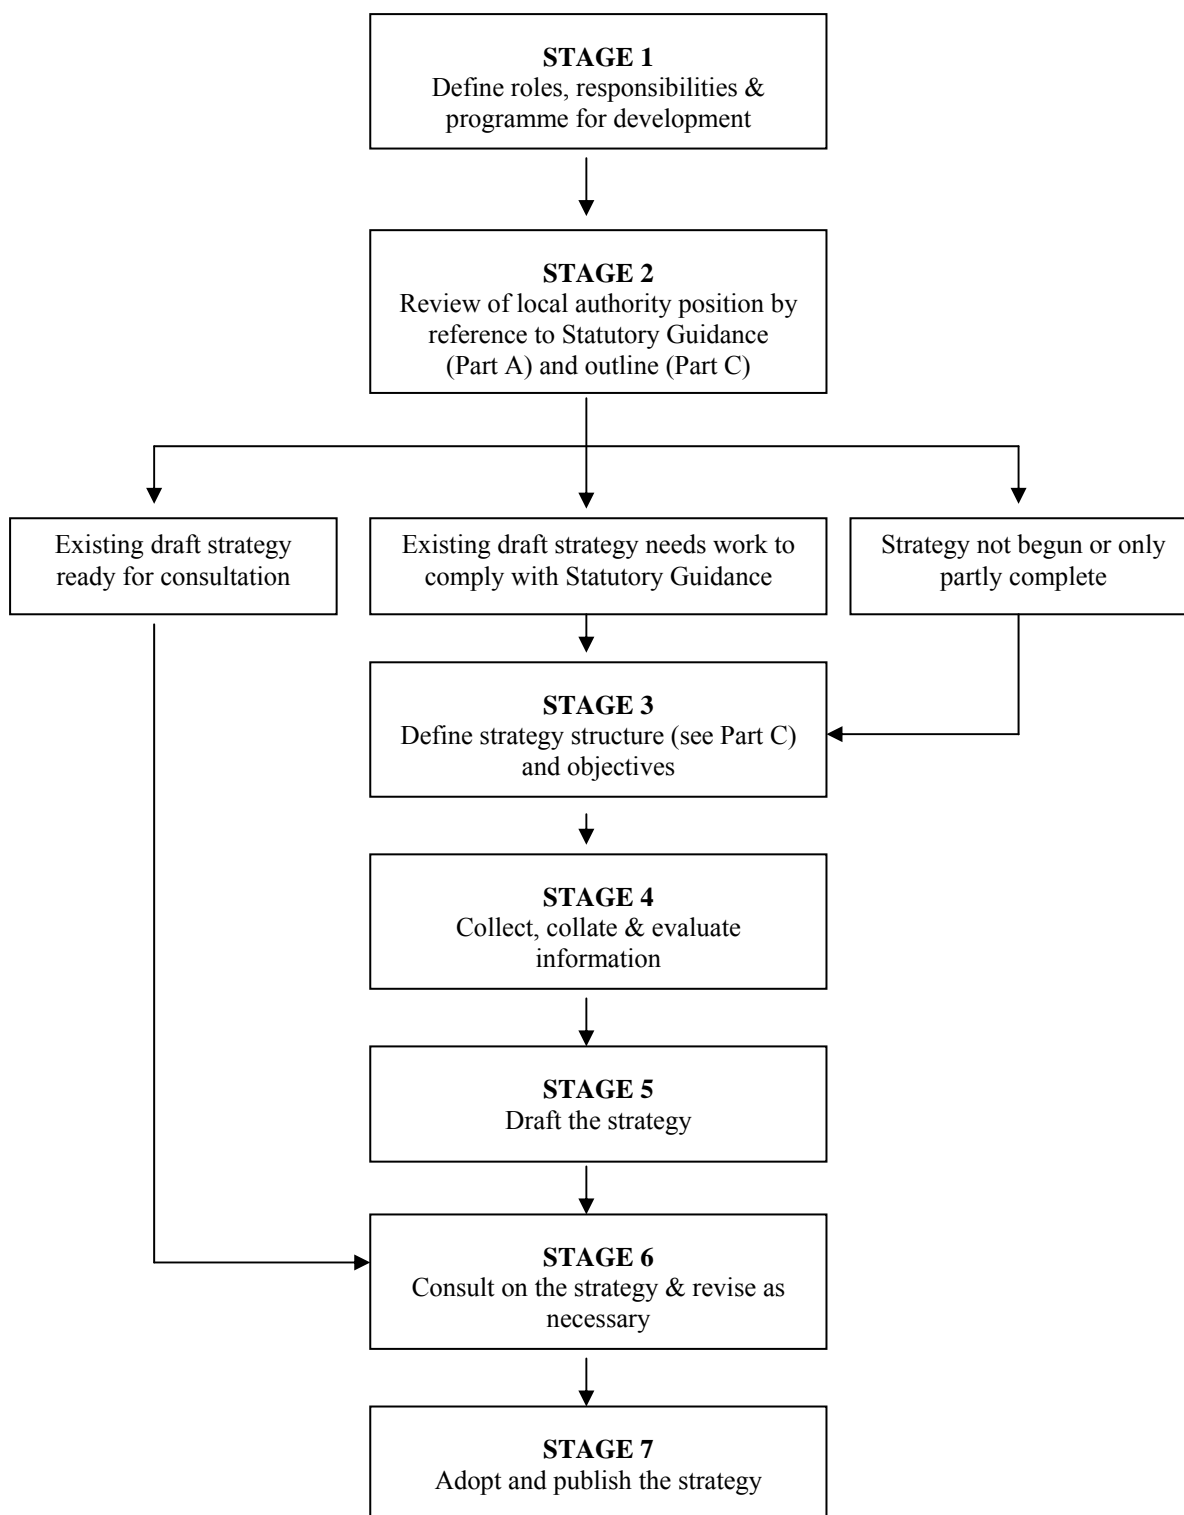 STAGE 1
Define roles, responsibilities &
programme for development
STAGE 2
Review of local authority position by
reference to Statutory Guidance
(Part A) and outline (Part C)
Existing draft strategy
ready for consultation
Existing draft strategy needs work to
comply with Statutory Guidance
Strategy not begun or only
partly complete
STAGE 3
Define strategy structure (see Part C)
and objectives
STAGE 4
Collect, collate & evaluate
information
STAGE 5
Draft the strategy
STAGE 6
Consult on the strategy & revise as
necessary
STAGE 7
Adopt and publish the strategy